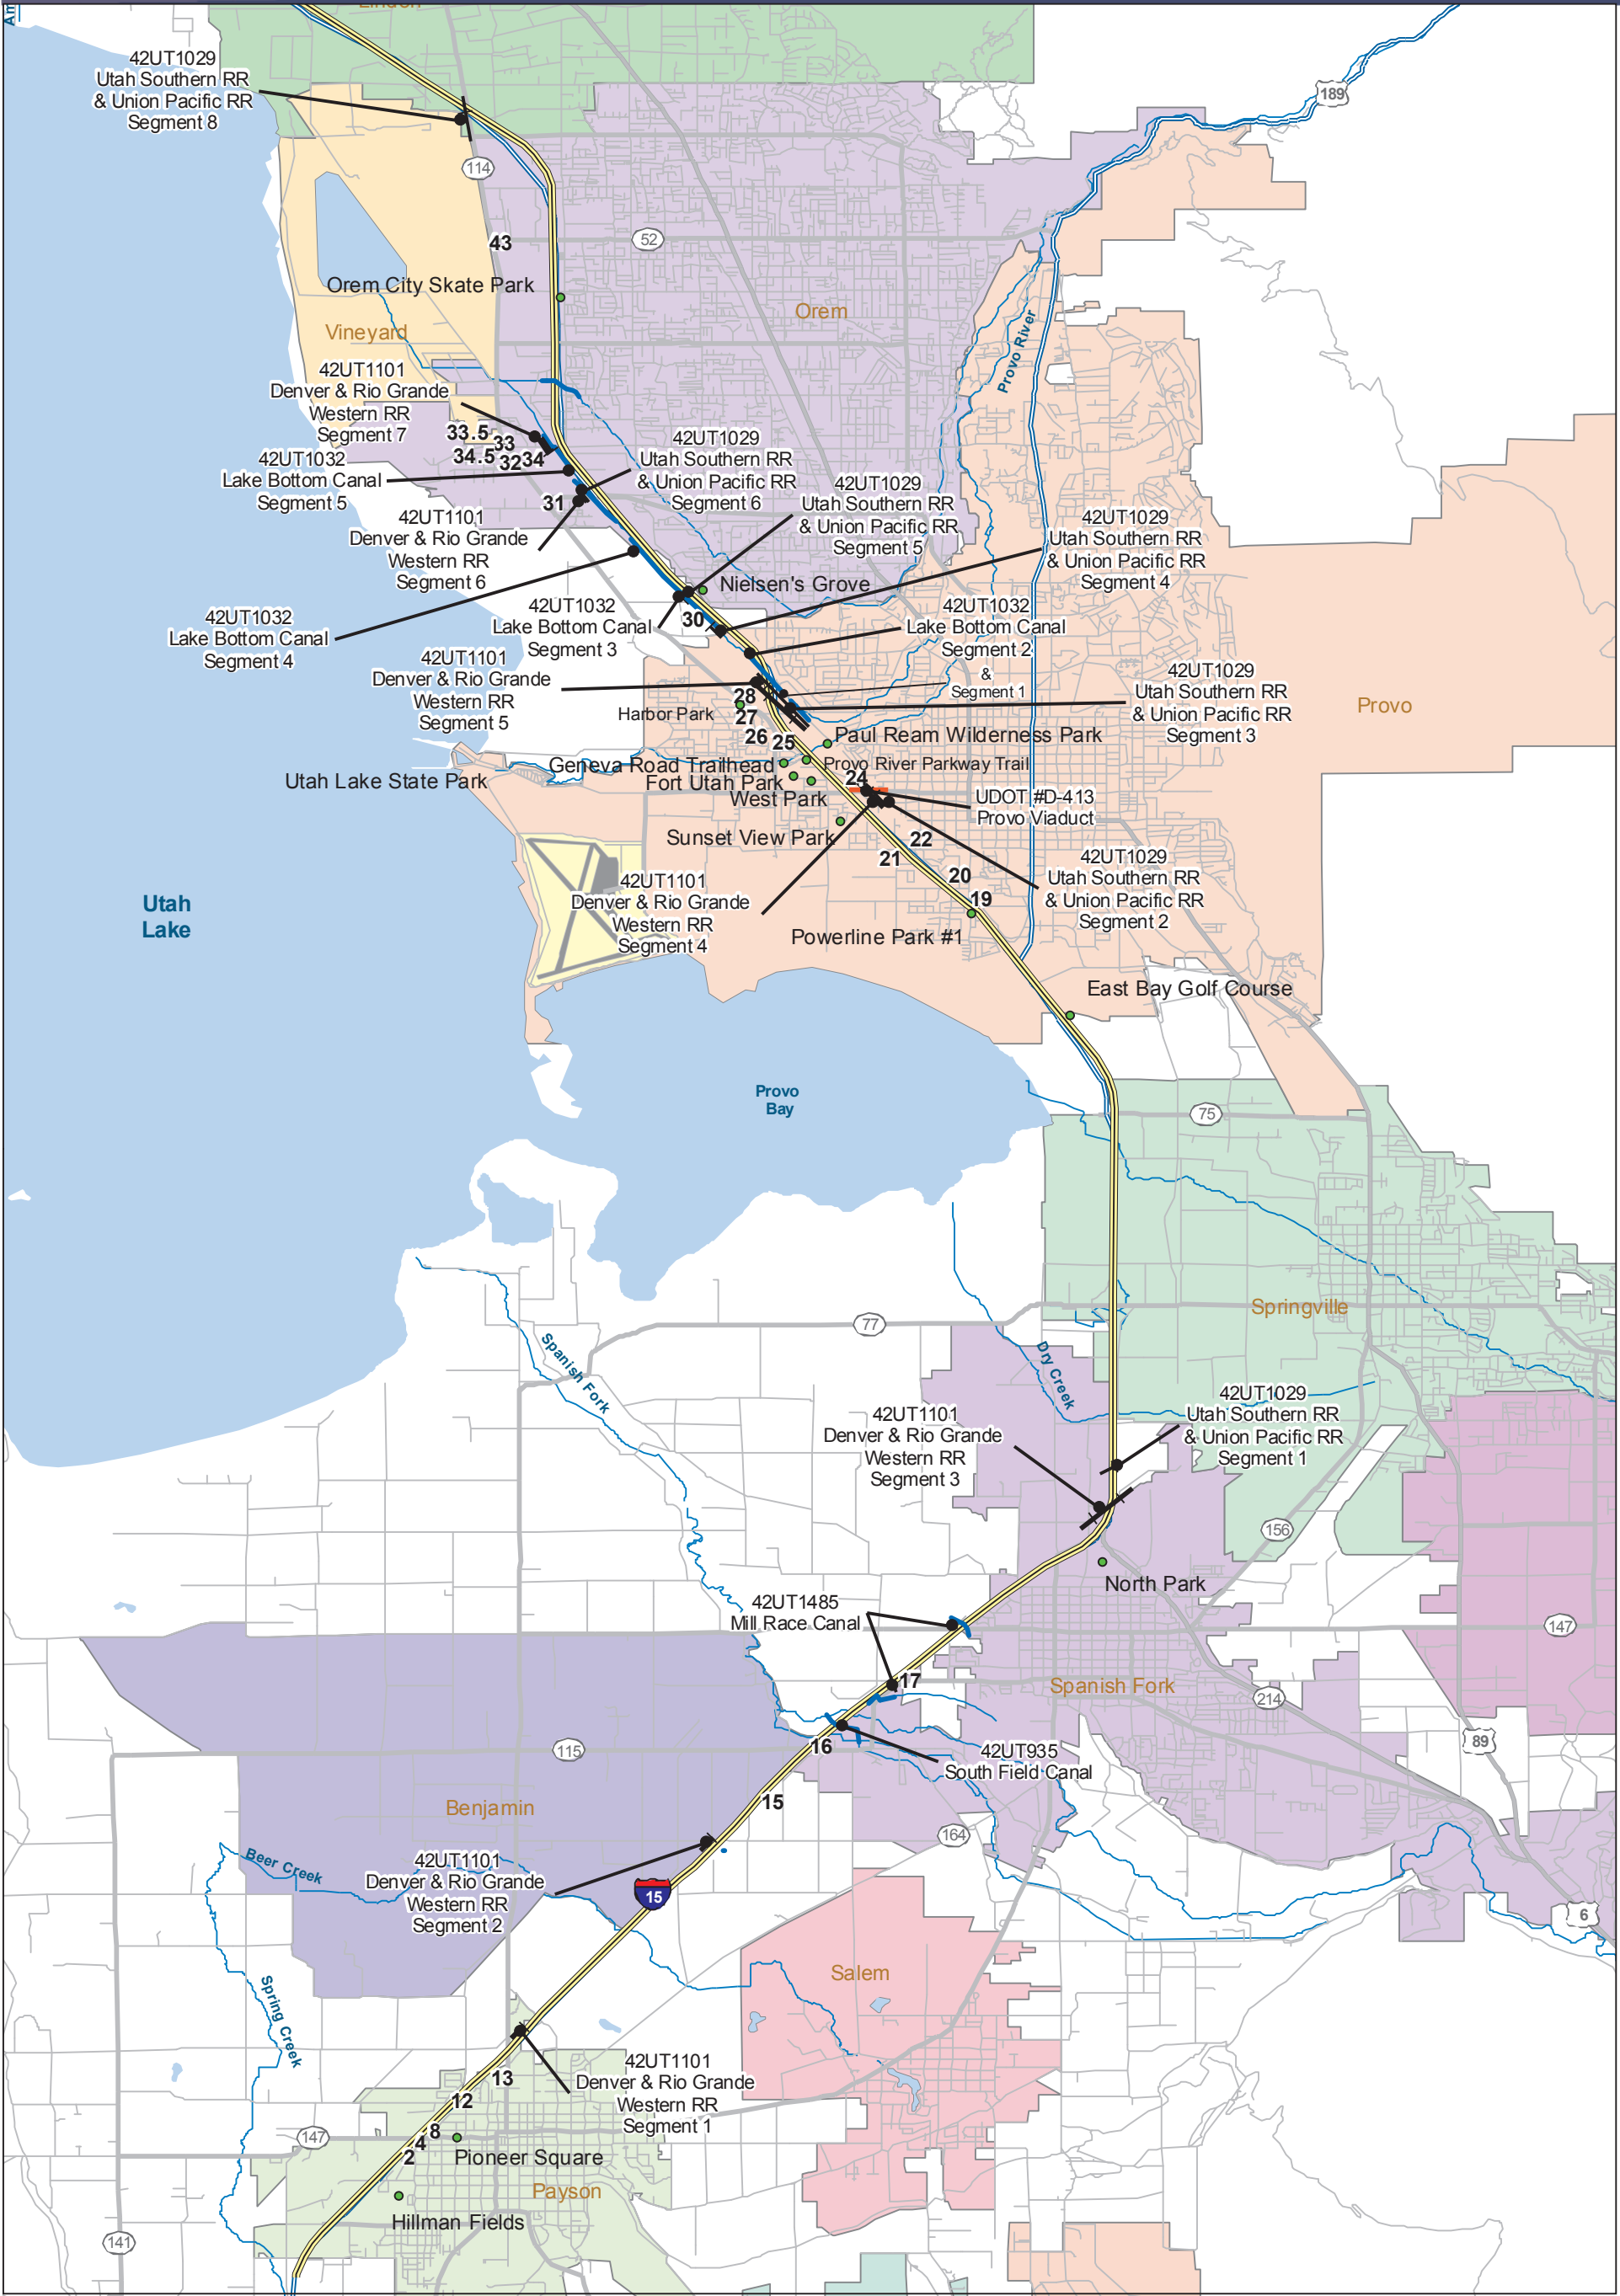 42UT1029
Utah Southern RR
& Union Pacific RR
Segment 8
189
114
43
52
Orem City Skate Park
Orem
Vineyard
Provo River
42UT1101
Denver & Rio Grande
Western RR
Segment 7
33.5
33
34.5
32
34
42UT1032
Lake Bottom Canal
Segment 5
42UT1029
Utah Southern RR
& Union Pacific RR
Segment 6
31
42UT1029
Utah Southern RR
& Union Pacific RR
Segment 5
42UT1101
Denver & Rio Grande
Western RR
Segment 6
42UT1029
Utah Southern RR
& Union Pacific RR
Segment 4
Nielsen's Grove
42UT1032
Lake Bottom Canal
Segment 4
42UT1032
Lake Bottom Canal
Segment 3
30
42UT1032
Lake Bottom Canal
Segment 2
&
Segment 1
42UT1101
Denver & Rio Grande
Western RR
Segment 5
42UT1029
Utah Southern RR
& Union Pacific RR
Segment 3
Provo
28
Harbor Park
27
26
25
Paul Ream Wilderness Park
Geneva Road Trailhead
Provo River Parkway Trail
Utah Lake State Park
Fort Utah Park
24
West Park
UDOT #D-413
Provo Viaduct
Sunset View Park
22
21
42UT1101
Denver & Rio Grande
Western RR
Segment 4
20
19
42UT1029
Utah Southern RR
& Union Pacific RR
Segment 2
Utah
Lake
Powerline Park #1
East Bay Golf Course
Provo
Bay
75
Springville
77
Spanish Fork
Dry Creek
42UT1029
Utah Southern RR
& Union Pacific RR
Segment 1
42UT1101
Denver & Rio Grande
Western RR
Segment 3
156
North Park
42UT1485
Mill Race Canal
147
17
Spanish Fork
214
16
115
89
42UT935
South Field Canal
15
Benjamin
164
Beer Creek
42UT1101
Denver & Rio Grande
Western RR
Segment 2
15
6
Salem
Spring Creek
42UT1101
Denver & Rio Grande
Western RR
Segment 1
13
12
8
4
2
147
Pioneer Square
Payson
Hillman Fields
141